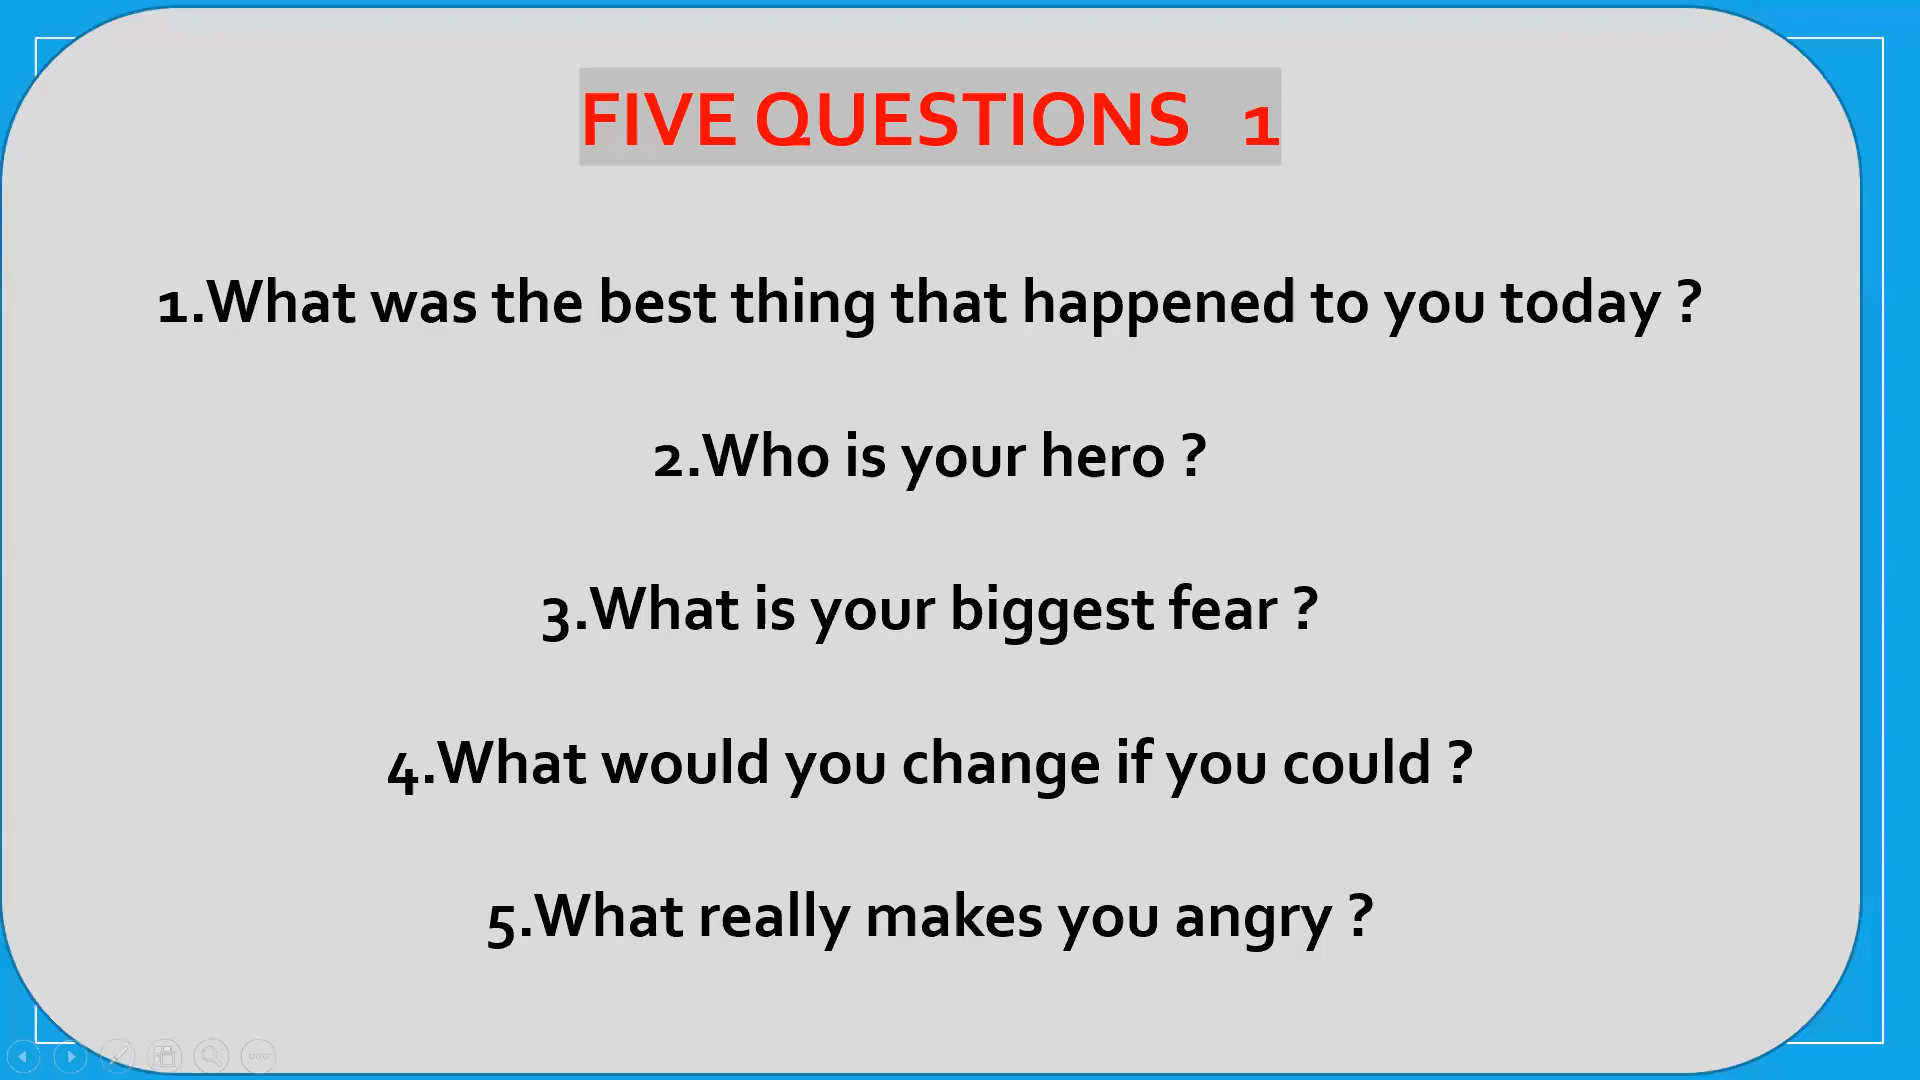 FIVE QUESTIONS   1
1.What was the best thing that happened to you today ?
2.Who is your hero ?
3.What is your biggest fear ?
4.What would you change if you could ?
5.What really makes you angry ?